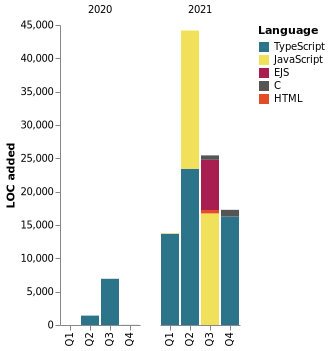 2020
2021
LOC added
45,000
40,000
35,000
30,000
25,000
20,000
15,000
10,000
5,000
0
Q1
Q2
Q3
Q4
Q1
Q2
Q3
Q4
Language
TypeScript
JavaScript
EJS
C
HTML